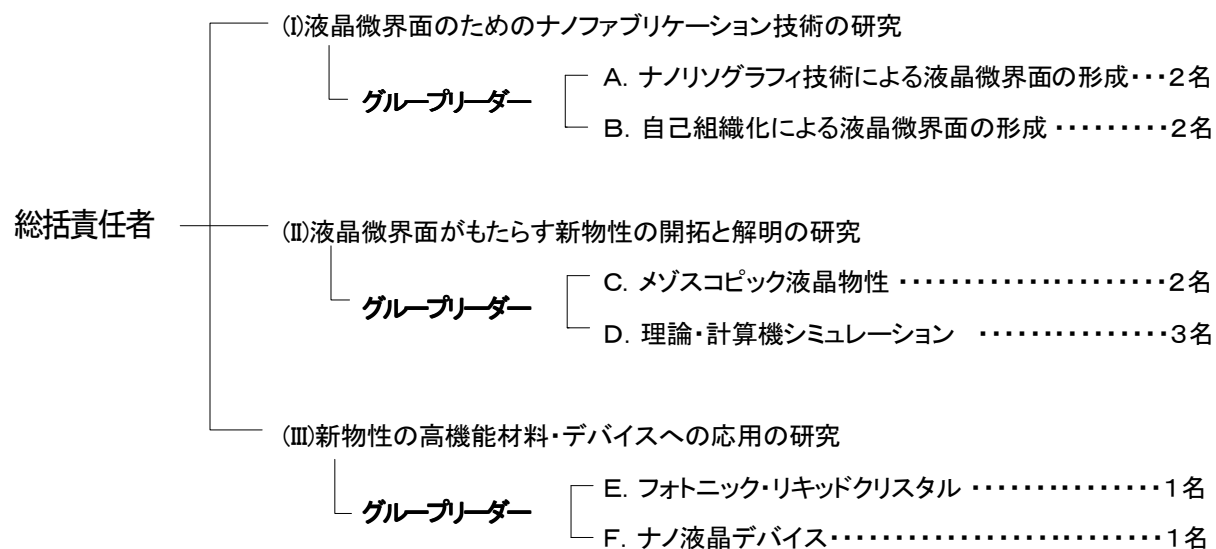 (Ⅰ)液晶微界面のためのナノファブリケーション技術の研究
A. ナノリソグラフィ技術による液晶微界面の形成・・・2名
グループリーダー
B. 自己組織化による液晶微界面の形成 ・・・・・・・・・2名
総括責任者
(Ⅱ)液晶微界面がもたらす新物性の開拓と解明の研究
C. メゾスコピック液晶物性 ・・・・・・・・・・・・・・・・・・・・2名
グループリーダー
D. 理論・計算機シミュレーション ・・・・・・・・・・・・・・3名
(Ⅲ)新物性の高機能材料・デバイスへの応用の研究
E. フォトニック・リキッドクリスタル ・・・・・・・・・・・・・・1名
グループリーダー
F. ナノ液晶デバイス・・・・・・・・・・・・・・・・・・・・・・・・・1名